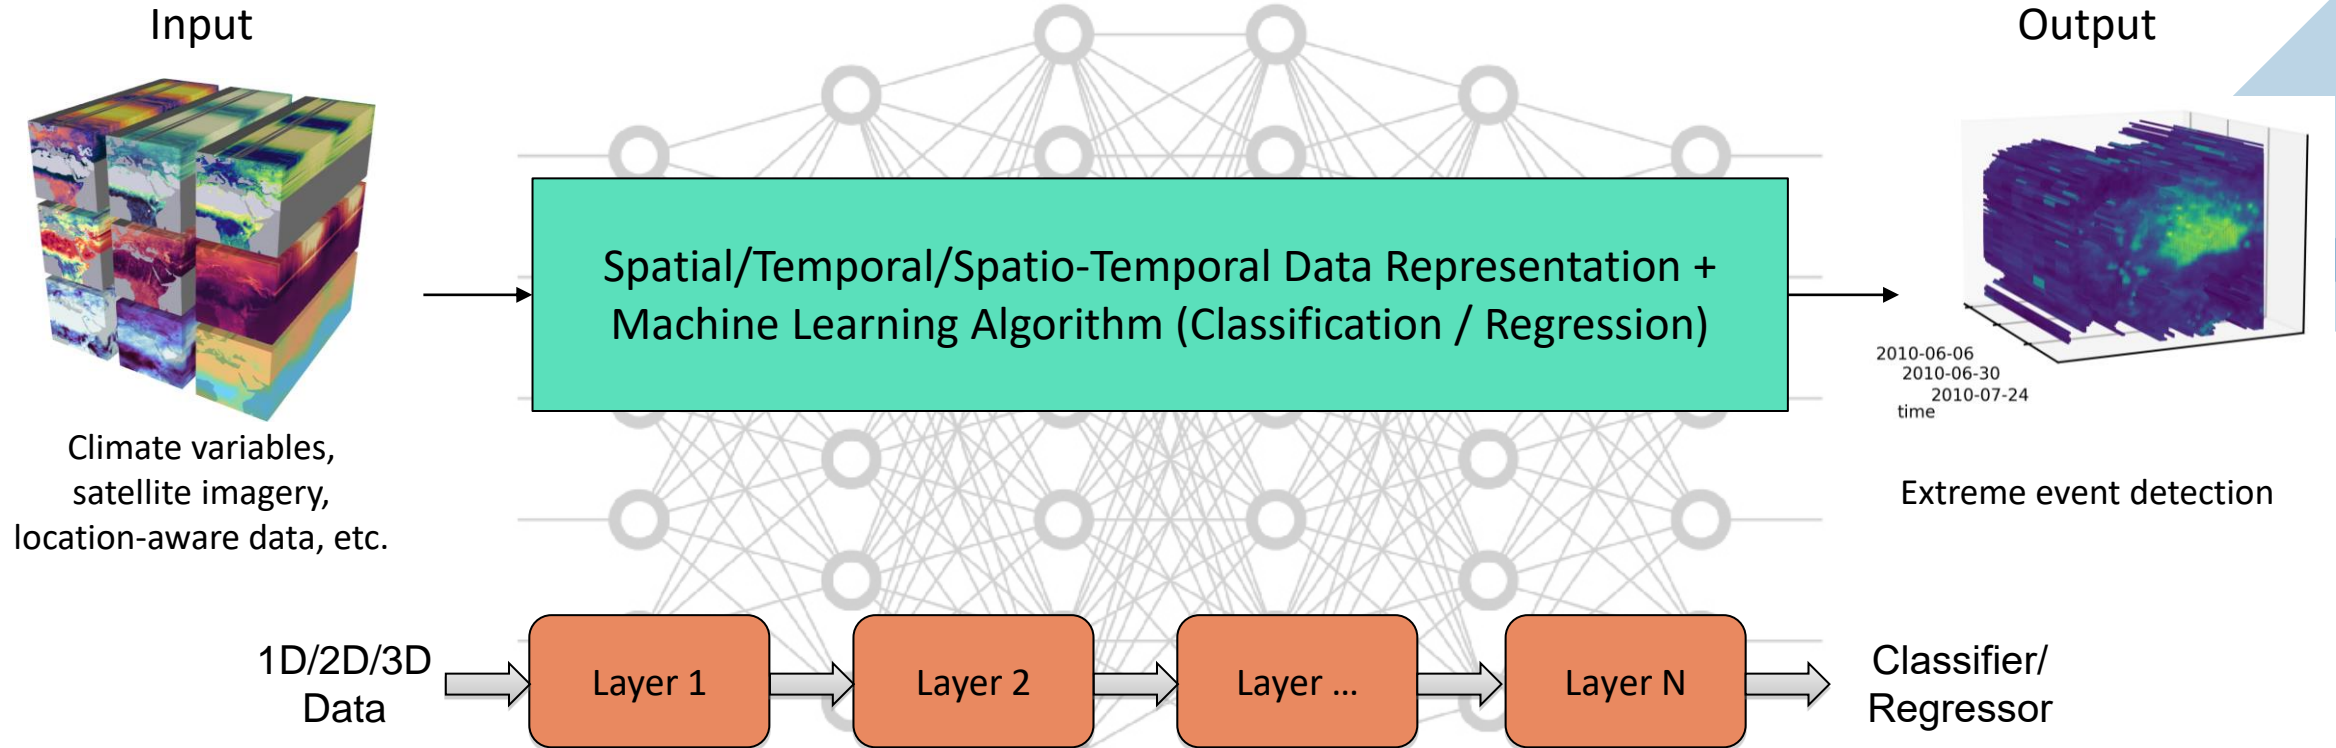 Input
Output
Spatial/Temporal/Spatio-Temporal Data Representation +
Machine Learning Algorithm (Classification / Regression)
2010-06-06
2010-06-30
2010-07-24
time
Climate variables,
satellite imagery,
location-aware data, etc.
Extreme event detection
1D/2D/3D
Data
Layer 1
Layer 2
Layer ...
Layer N
Classifier/
Regressor